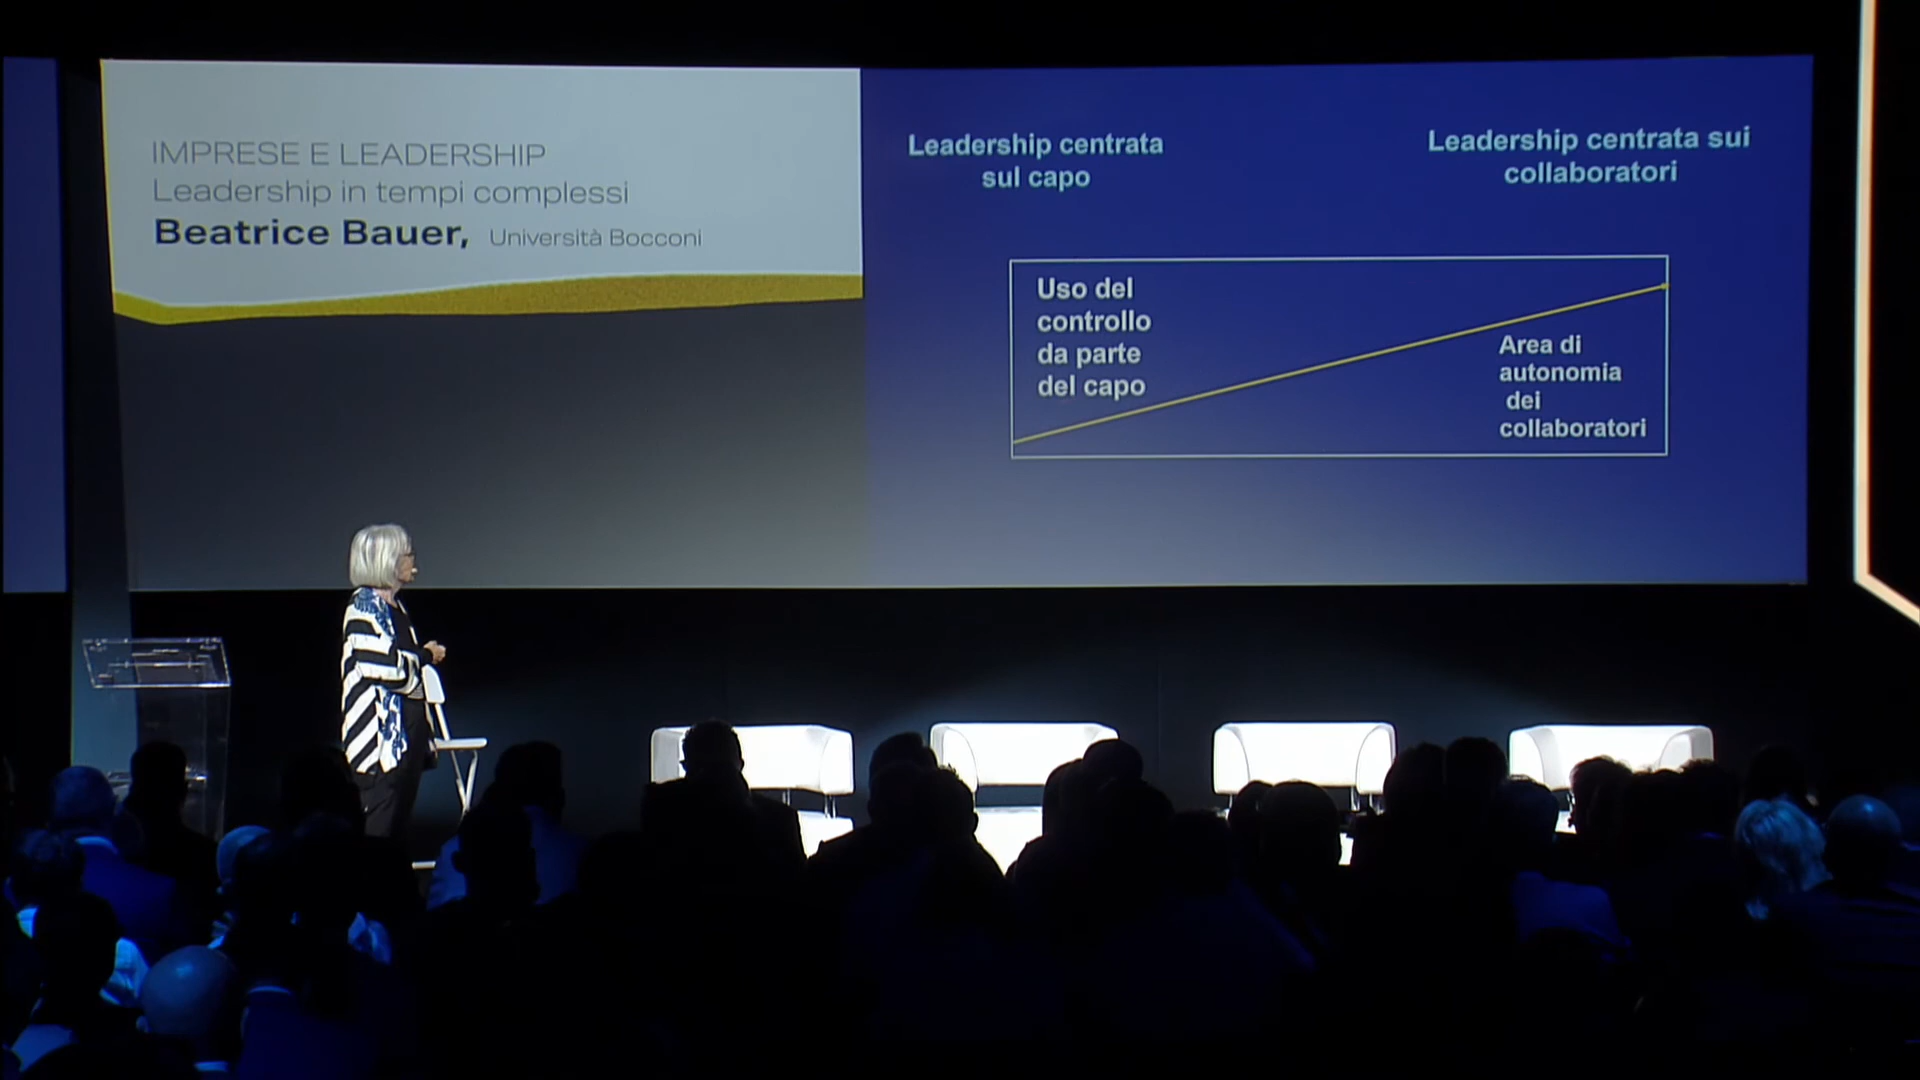 IMPRESE E LEADERSHIP
Leadership in tempi complessi
Beatrice Bauer, Università Bocconi
Leadership centrata
sul capo
Leadership centrata sui
collaboratori
Uso del
controllo
da parte
del capo
Area di
autonomia
dei
collaboratori